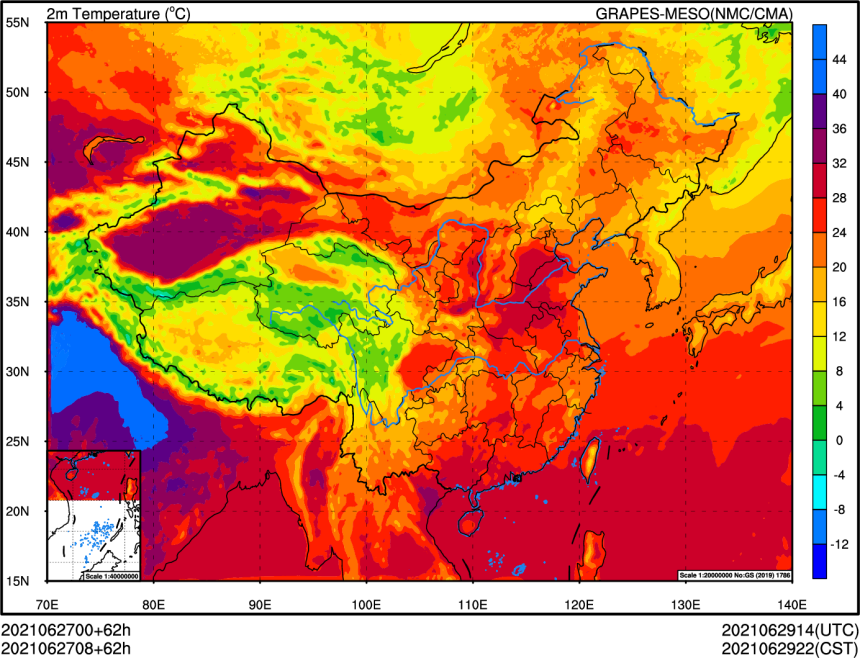 2m Temperature (°C)
GRAPES-MESO(NMC/CMA)
55N
50N
45N
40N
35N
30N
25N
20N
15N
70E
80E
90E
100E
110E
120E
130E
140E
44
40
36
32
28
24
20
16
12
8
4
0
-4
-8
-12
Scale 1:40000000
Scale 1:20000000 No:GS (2019) 1786
2021062700+62h
2021062914(UTC)
2021062708+62h
2021062922(CST)